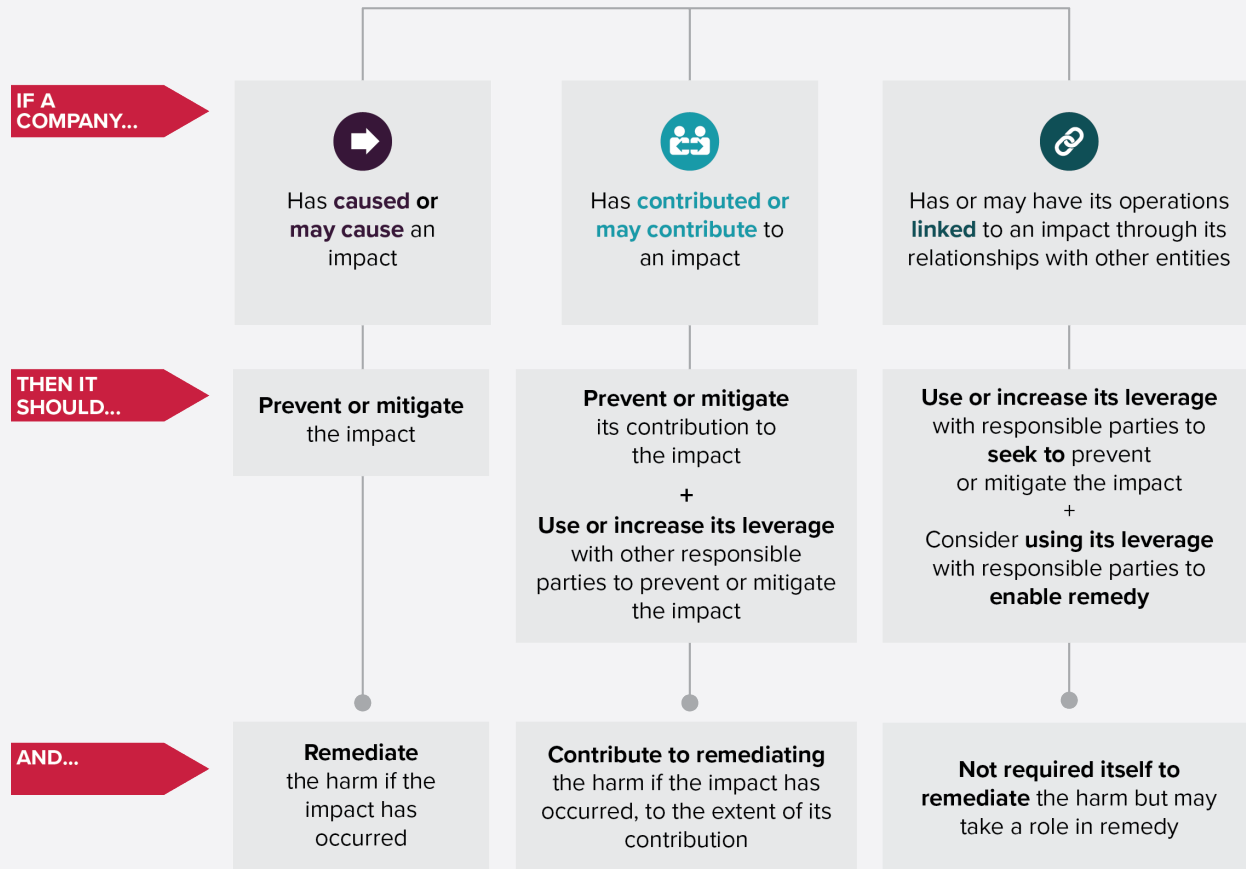 IF A
COMPANY...
Has caused or
may cause an
impact
Has contributed or
may contribute to
an impact
Has or may have its operations
linked to an impact through its
relationships with other entities
THEN IT
SHOULD...
Prevent or mitigate
the impact
Prevent or mitigate
its contribution to
the impact
+
Use or increase its leverage
with other responsible
parties to prevent or mitigate
the impact
Use or increase its leverage
with responsible parties to
seek to prevent
or mitigate the impact
+
Consider using its leverage
with responsible parties to
enable remedy
AND...
Remediate
the harm if the
impact has
occurred
Contribute to remediating
the harm if the impact has
occurred, to the extent of its
contribution
Not required itself to
remediate the harm but may
take a role in remedy